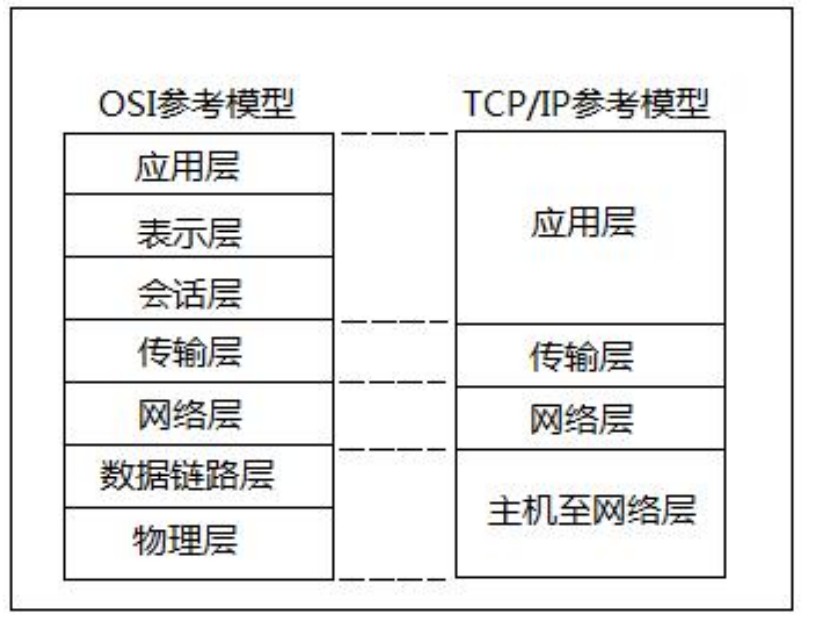 OSI参考模型
应用层
表示层
会话层
传输层
网络层
数据链路层
物理层
TCP/IP参考模型
应用层
传输层
网络层
主机至网络层